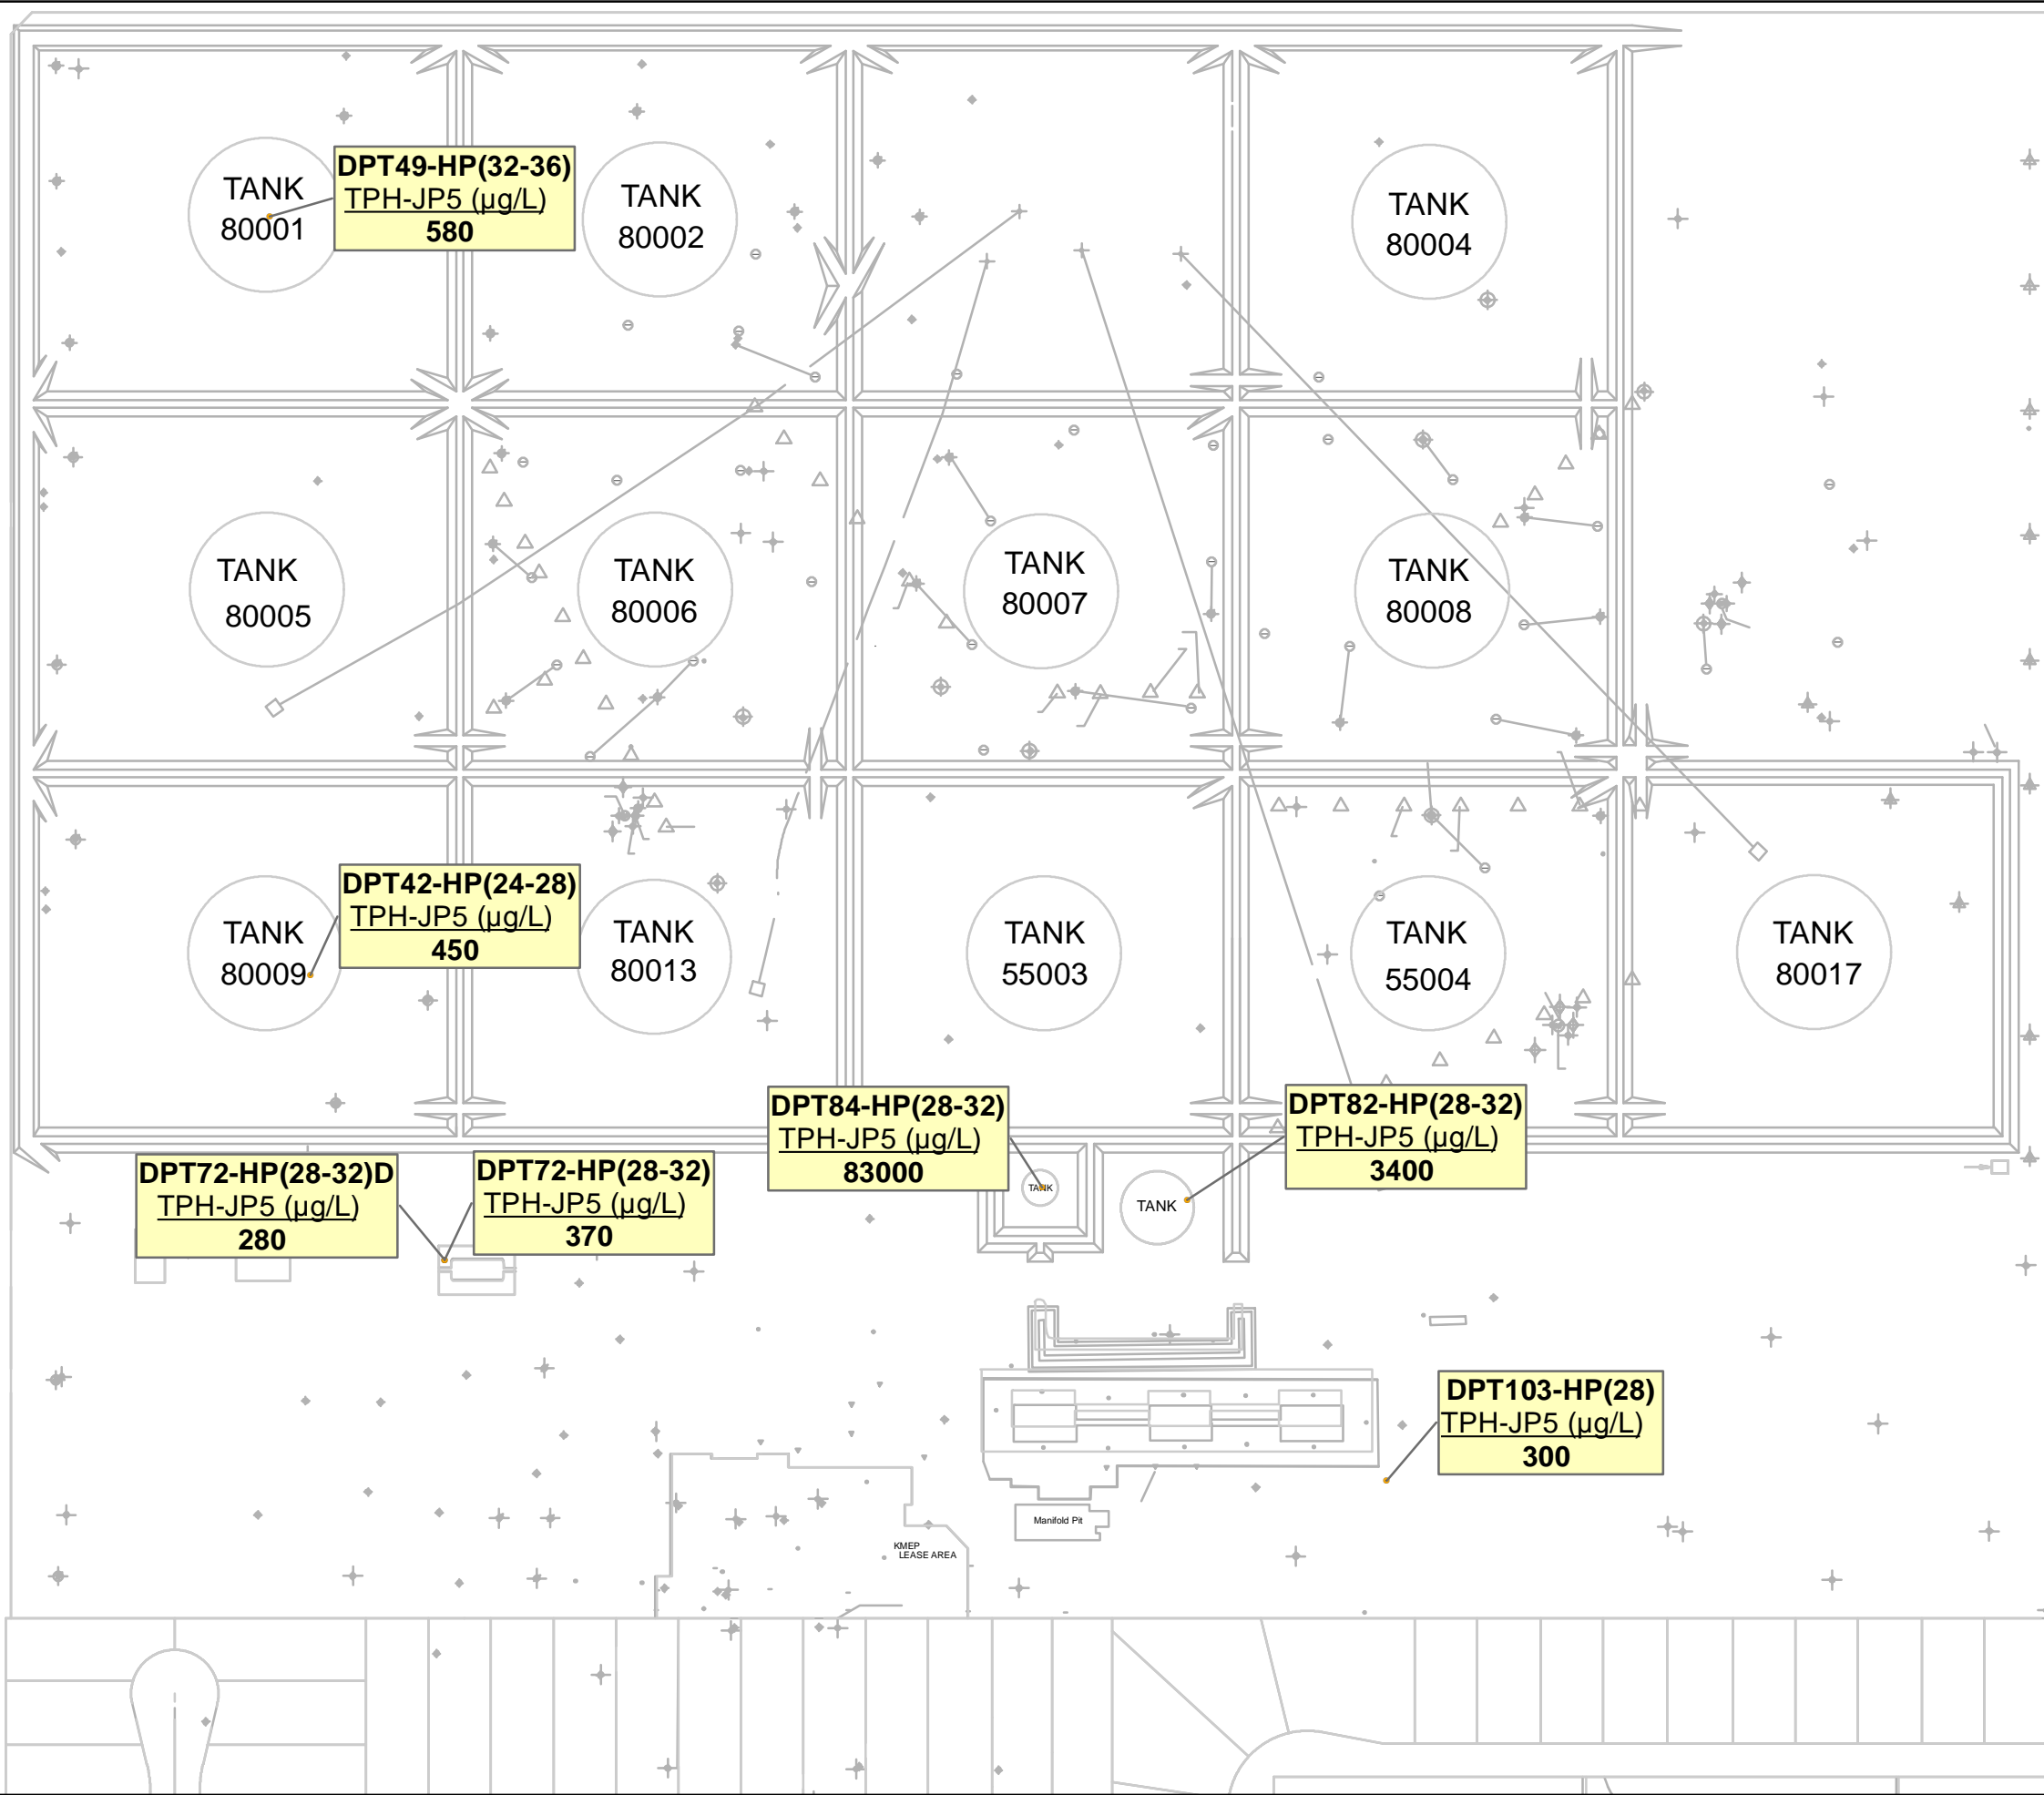 DPT49-HP(32-36)
TPH-JP5 (µg/L)
580
TANK
80001
TANK
80002
TANK
80004
TANK
80005
TANK
80006
TANK
80007
TANK
80008
DPT42-HP(24-28)
TPH-JP5 (µg/L)
450
TANK
80009
TANK
80013
TANK
55003
TANK
55004
TANK
80017
DPT84-HP(28-32)
TPH-JP5 (µg/L)
83000
DPT82-HP(28-32)
TPH-JP5 (µg/L)
3400
DPT72-HP(28-32)D
TPH-JP5 (µg/L)
280
DPT72-HP(28-32)
TPH-JP5 (µg/L)
370
TANK
TANK
DPT103-HP(28)
TPH-JP5 (µg/L)
300
Manifold Pit
KMEP
LEASE AREA